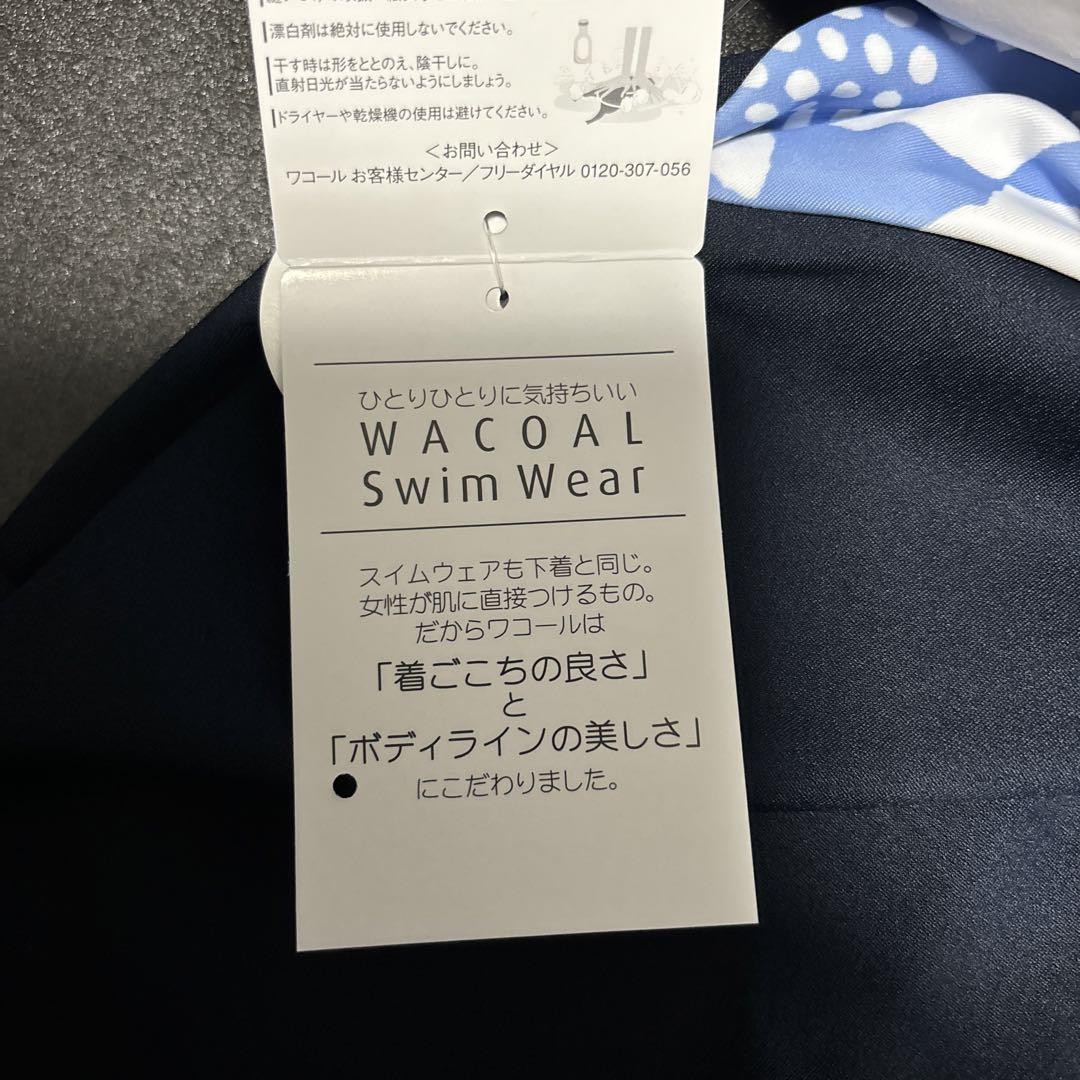 漂白剤は絶対に使用しないでください。
干す時は形をととのえ、陰干しに。
直射日光が当たらないようにしましょう。
ドライヤーや乾燥機の使用は避けてください。
<お問い合わせ>
ワコール お客様センター/フリーダイヤル 0120-307-056
ひとりひとりに気持ちいい
WACOAL
Swim Wear
スイムウェアも下着と同じ。
女性が肌に直接つけるもの。
だからワコールは
「着ごこちの良さ」
と
「ボディラインの美しさ」
にこだわりました。